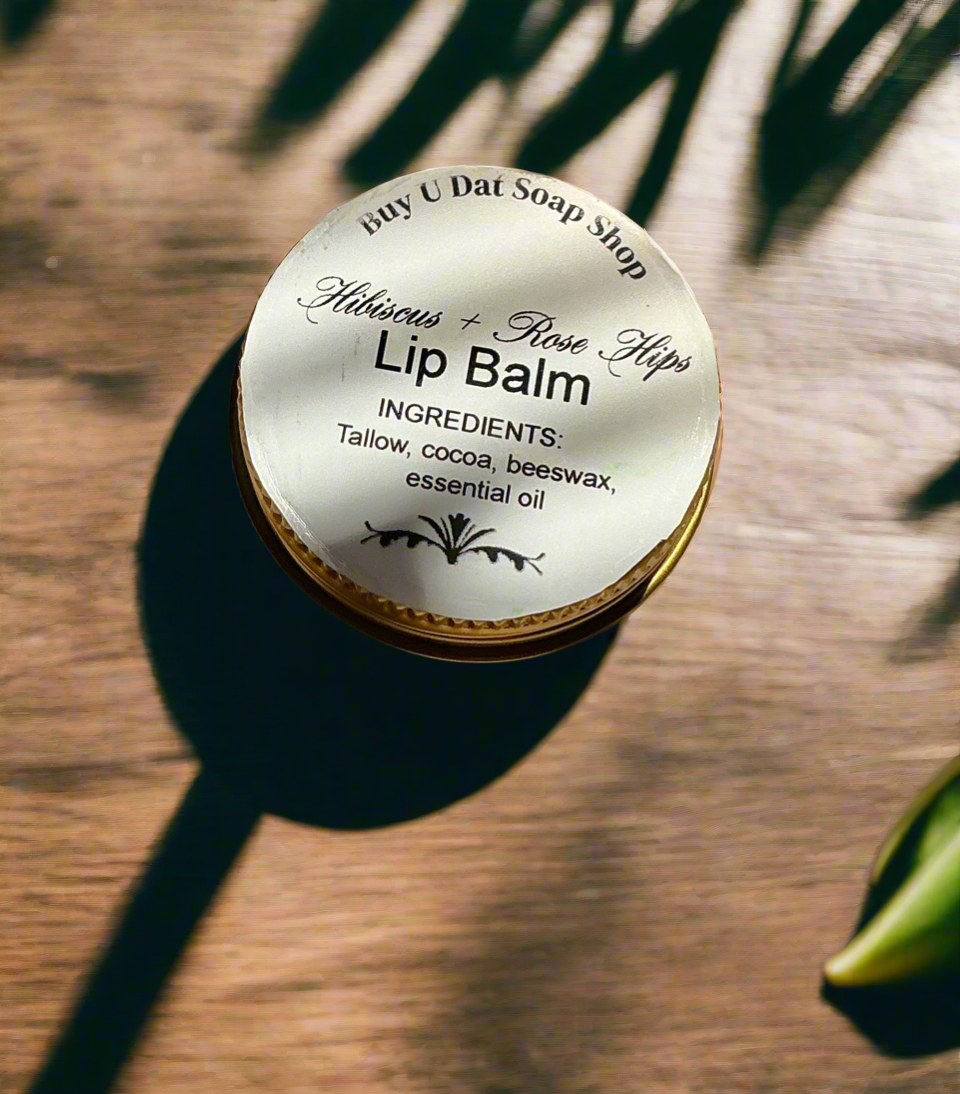 Buy U Dat Soap Shop
Hibiscus + Rose Hips
Lip Balm
INGREDIENTS:
Tallow, cocoa, beeswax,
essential oil